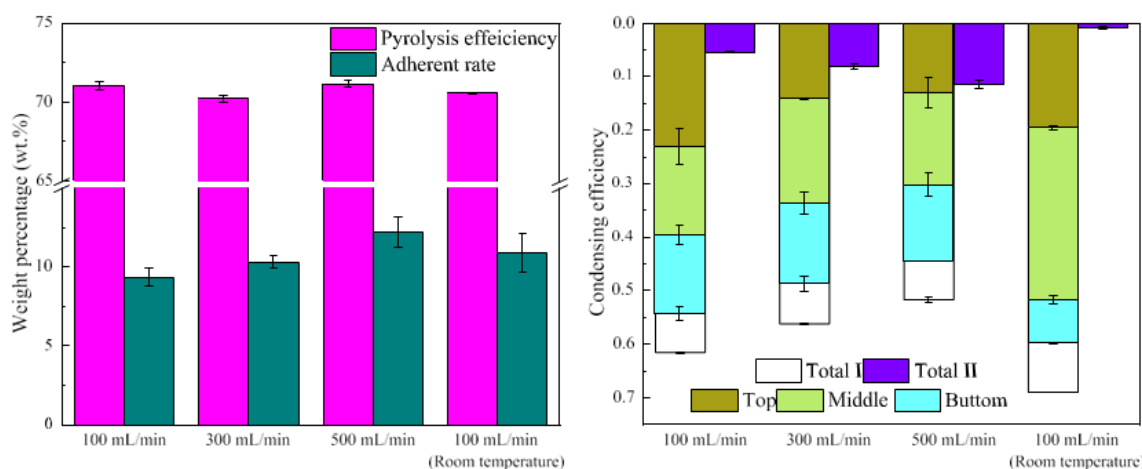 75
70
65
10
5
0
Weight percentage (wt.%)
Pyrolysis effeiciency
Adherent rate
100 mL/min
300 mL/min
500 mL/min
100 mL/min
(Room temperature)
0.0
0.1
0.2
0.3
0.4
0.5
0.6
0.7
Condensing efficiency
Total I
Total II
Top
Middle
Buttom
100 mL/min
300 mL/min
500 mL/min
100 mL/min
(Room temperature)